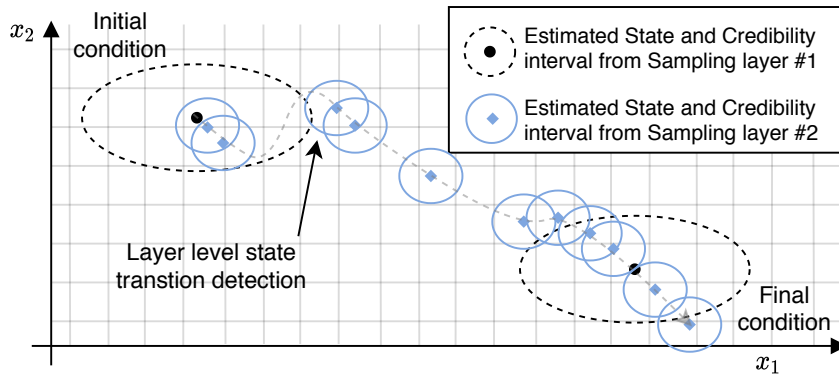 x₂
Initial
condition
Estimated State and Credibility
interval from Sampling layer #1
Estimated State and Credibility
interval from Sampling layer #2
Layer level state
transtion detection
Final
condition
x₁